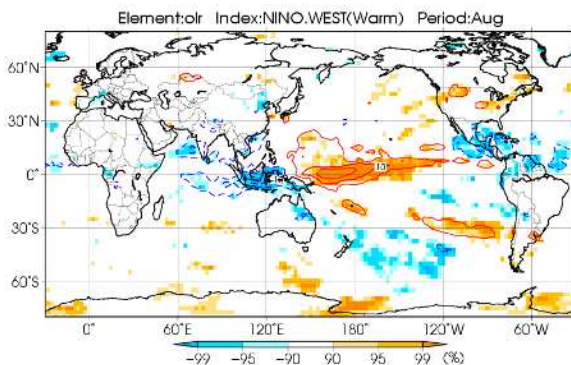 Element:olr Index:NINO.WEST(Warm) Period:Aug
60°N
30°N
0°
30°S
60°S
10
0° 60°E 120°E 180° 120°W 60°W
−99 −95 −90 90 95 99 (%)